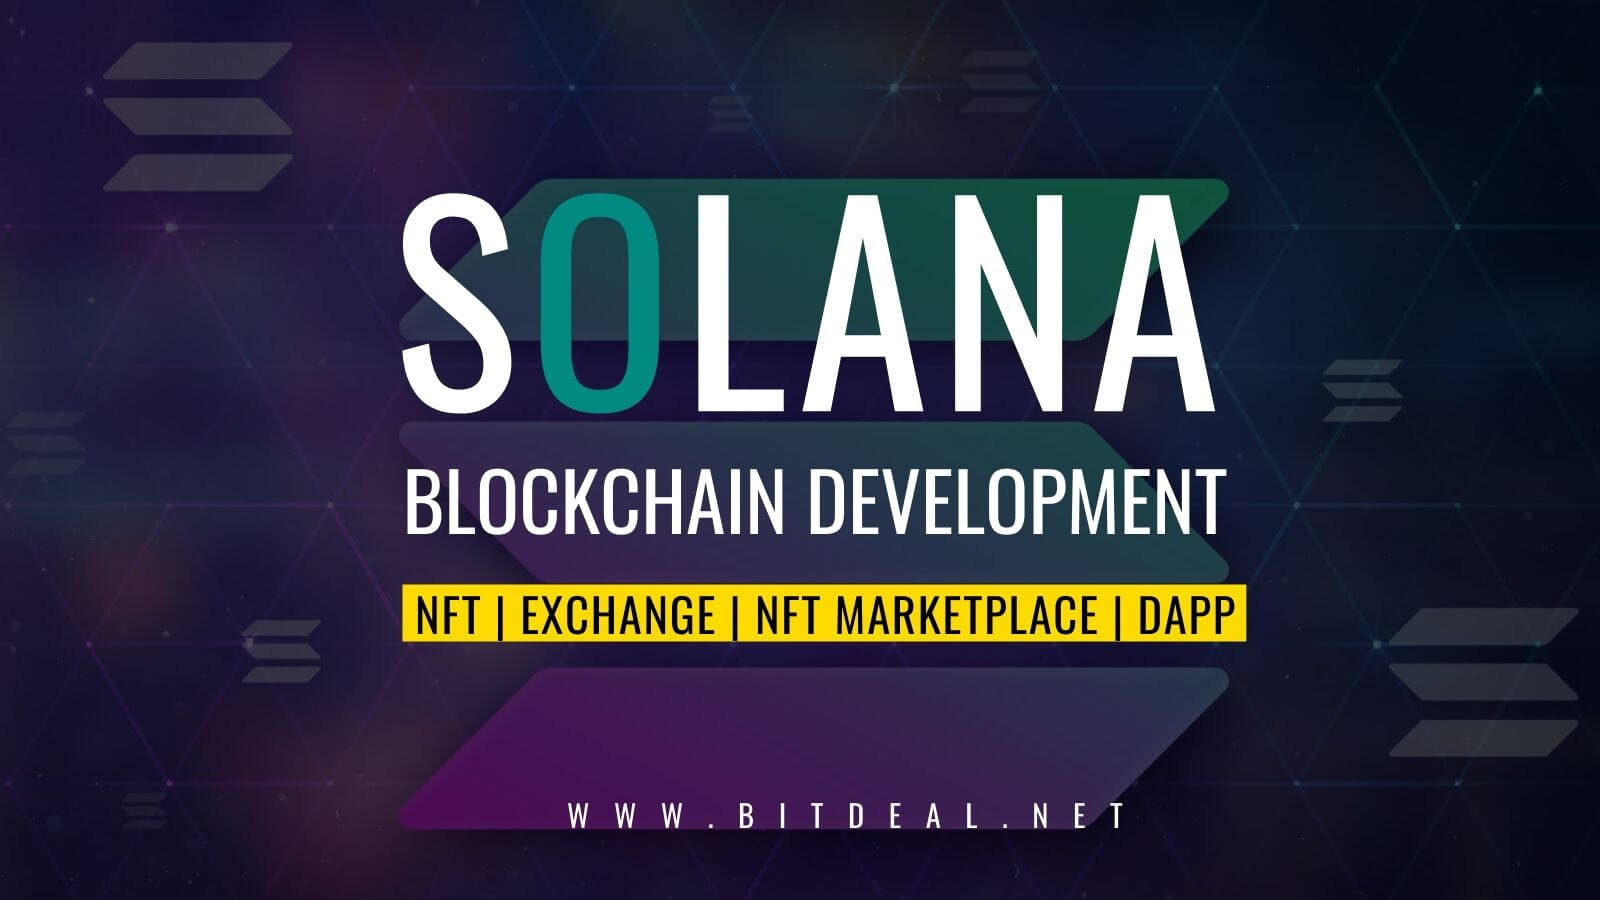 SOLANA
BLOCKCHAIN DEVELOPMENT
NFT | EXCHANGE | NFT MARKETPLACE | DAPP
WWW.BITDEAL.NET